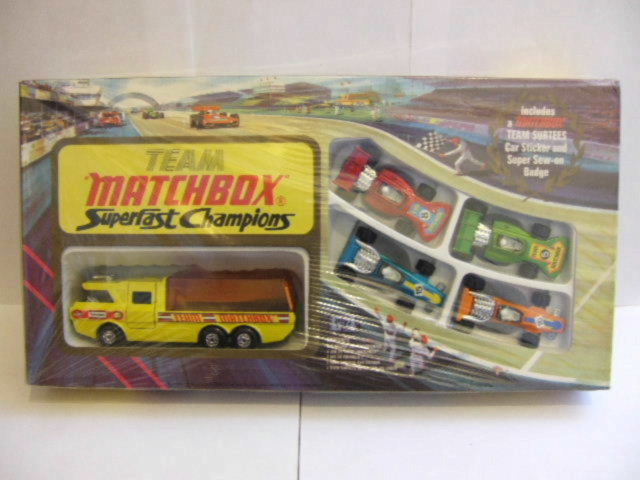 TEAM
MATCHBOX®
Superfast Champions
includes
a MATCHBOX
TEAM SURTEES
Car Sticker and
Super Sew-on
Badge
TEAM MATCHBOX